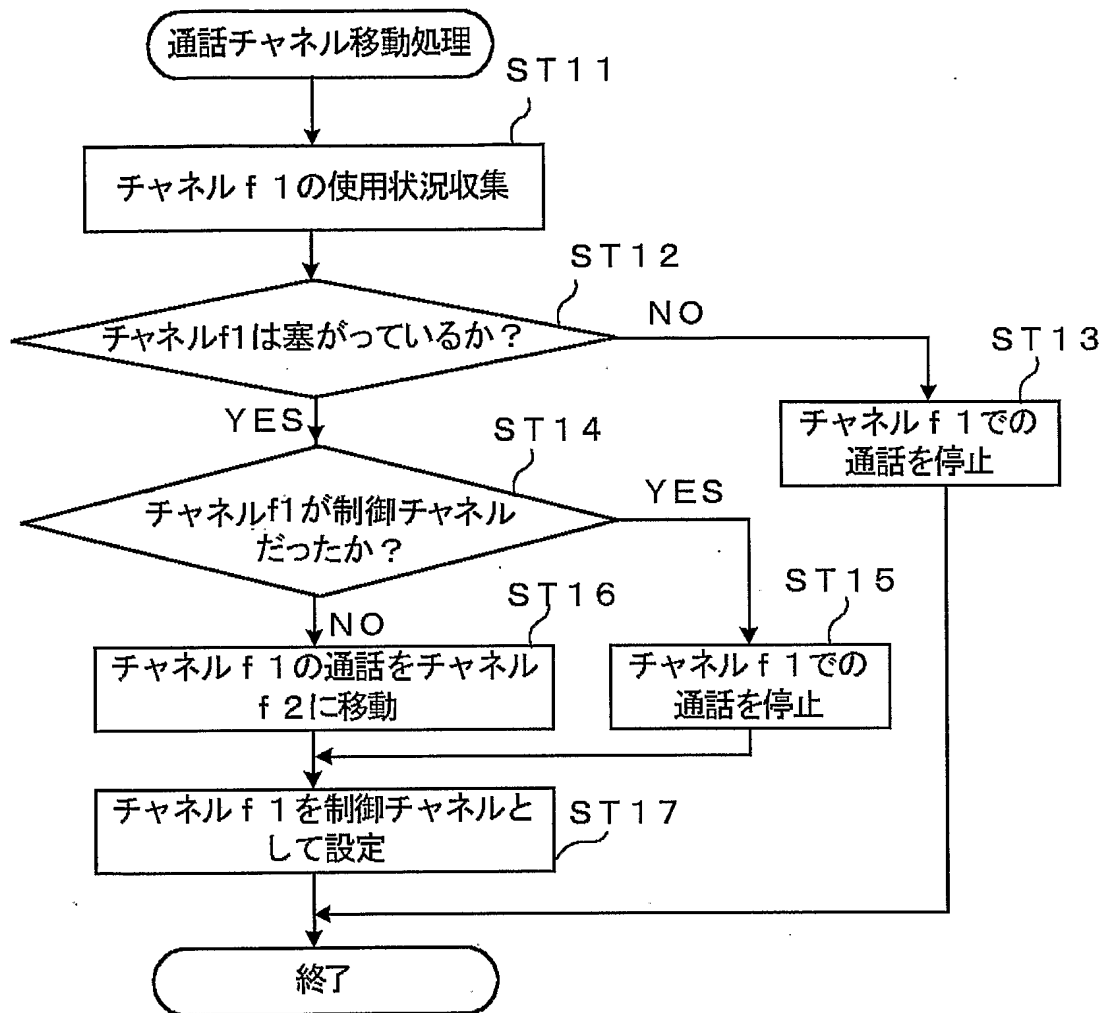 通話チャネル移動処理
ST11
チャネルf1の使用状況収集
ST12
チャネルf1は塞がっているか?
NO
ST13
チャネルf1での
通話を停止
YES
ST14
チャネルf1が制御チャネル
だったか?
YES
ST15
チャネルf1での
通話を停止
NO
ST16
チャネルf1の通話をチャネル
f2に移動
チャネルf1を制御チャネルと
して設定
ST17
終了